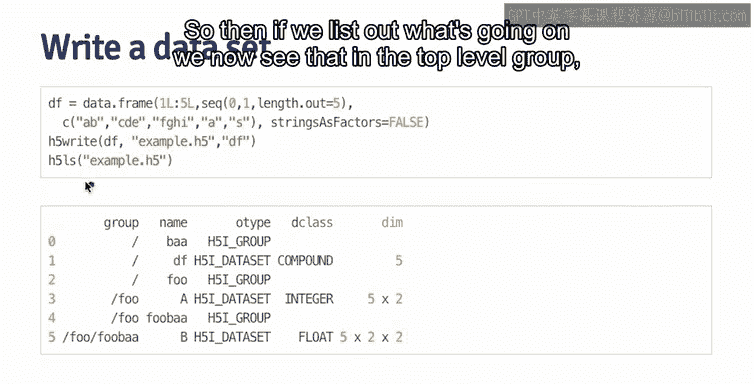 So then if we list out what's going on
we now see that in the top level group,
Write a data set
df = data.frame(1L:5L,seq(0,1,length.out=5),
c("ab","cde","fghi","a","s"), stringsAsFactors=FALSE)
h5write(df, "example.h5","df")
h5ls("example.h5")
group name otype dclass dim
0 / baa H5I_GROUP
1 / df H5I_DATASET COMPOUND 5
2 / foo H5I_GROUP
3 /foo A H5I_DATASET INTEGER 5 x 2
4 /foo foobaa H5I_GROUP
5 /foo/foobaa B H5I_DATASET FLOAT 5 x 2 x 2